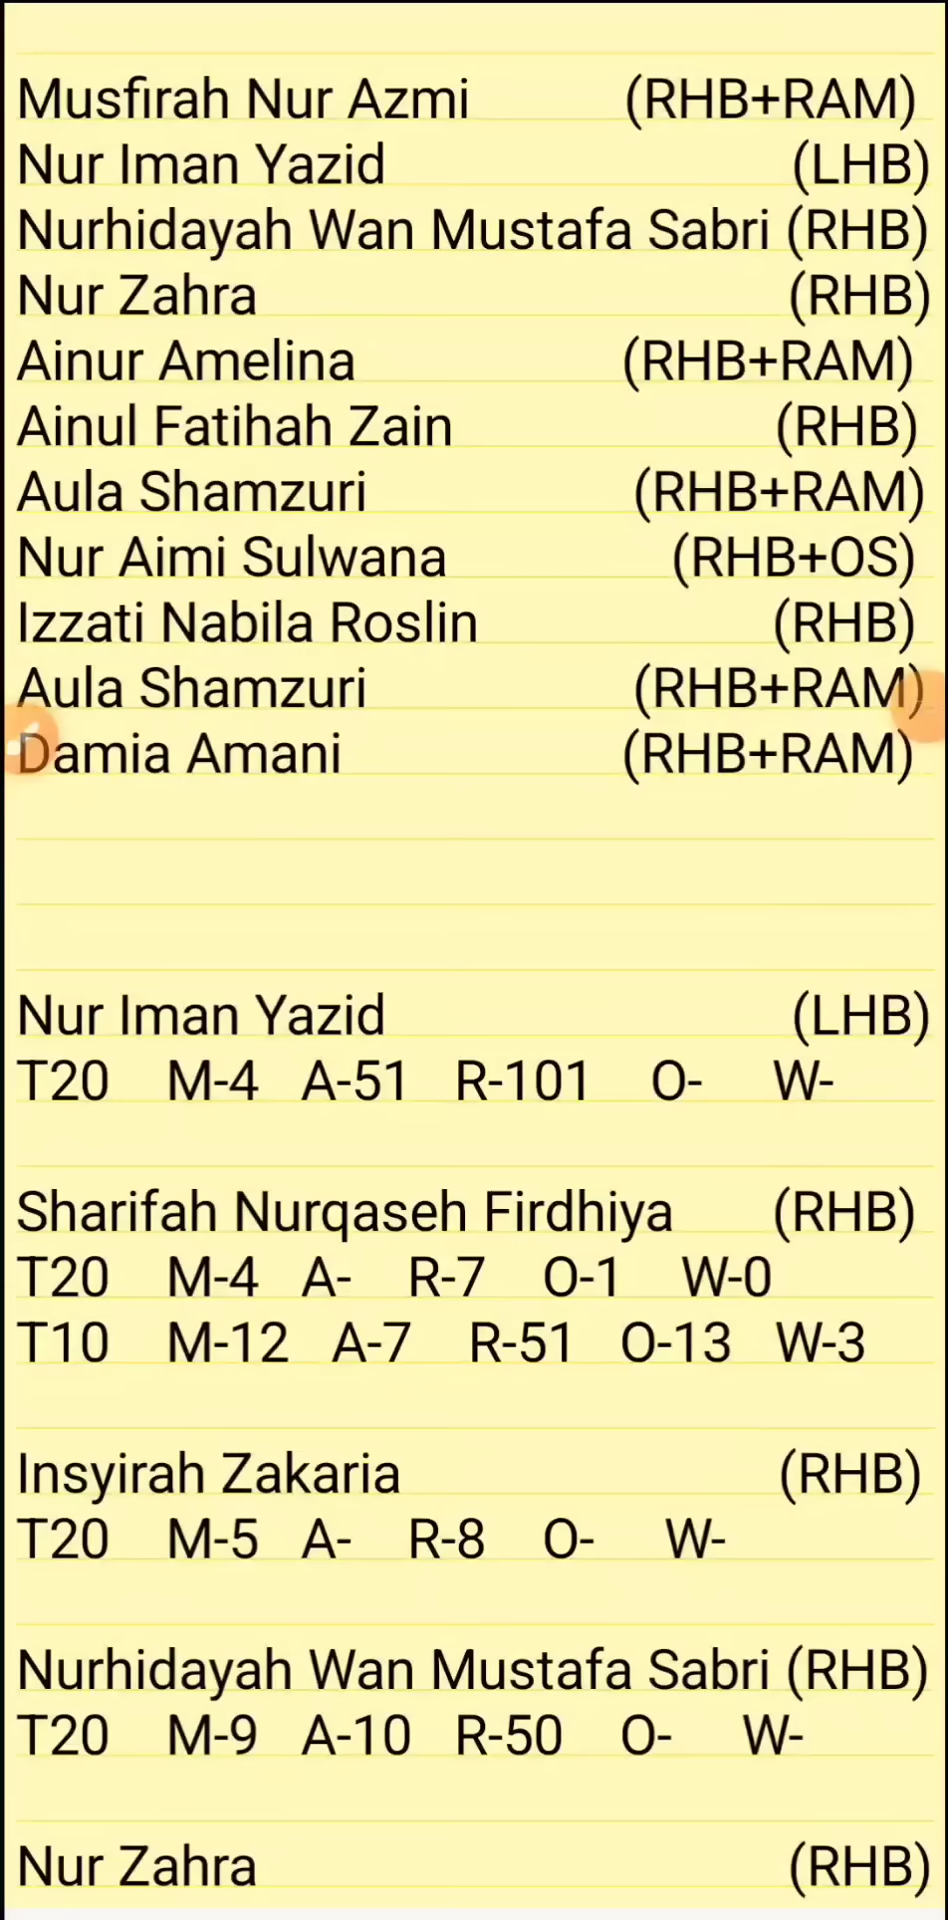 Musfirah Nur Azmi (RHB+RAM)
Nur Iman Yazid (LHB)
Nurhidayah Wan Mustafa Sabri (RHB)
Nur Zahra (RHB)
Ainur Amelina (RHB+RAM)
Ainul Fatihah Zain (RHB)
Aula Shamzuri (RHB+RAM)
Nur Aimi Sulwana (RHB+OS)
Izzati Nabila Roslin (RHB)
Aula Shamzuri (RHB+RAM)
Damia Amani (RHB+RAM)
Nur Iman Yazid (LHB)
T20 M-4 A-51 R-101 O- W-
Sharifah Nurqaseh Firdhiya (RHB)
T20 M-4 A- R-7 O-1 W-0
T10 M-12 A-7 R-51 O-13 W-3
Insyirah Zakaria (RHB)
T20 M-5 A- R-8 O- W-
Nurhidayah Wan Mustafa Sabri (RHB)
T20 M-9 A-10 R-50 O- W-
Nur Zahra (RHB)